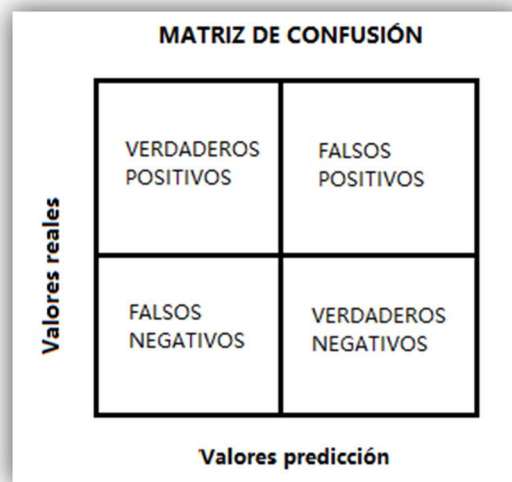 MATRIZ DE CONFUSIÓN
VERDADEROS
POSITIVOS
FALSOS
POSITIVOS
Valores reales
FALSOS
NEGATIVOS
VERDADEROS
NEGATIVOS
Valores predicción